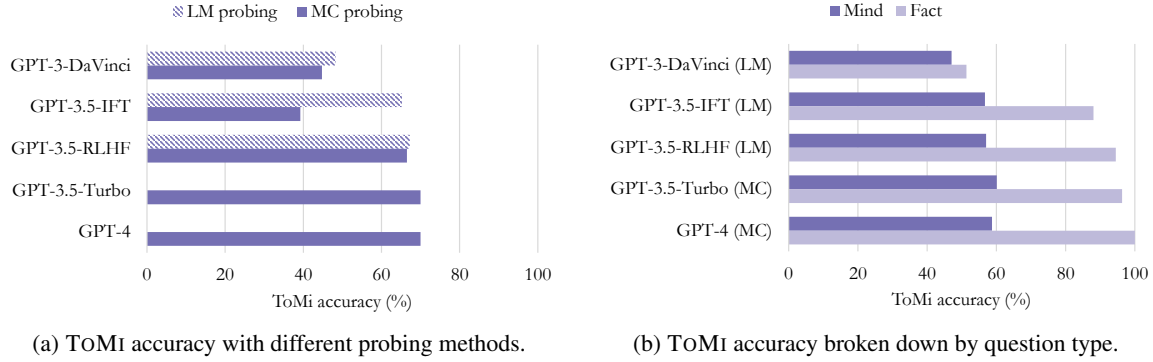 LM probing MC probing
GPT-3-DaVinci
GPT-3.5-IFT
GPT-3.5-RLHF
GPT-3.5-Turbo
GPT-4
0 20 40 60 80 100
ToMi accuracy (%)
(a) TOMI accuracy with different probing methods.
Mind Fact
GPT-3-DaVinci (LM)
GPT-3.5-IFT (LM)
GPT-3.5-RLHF (LM)
GPT-3.5-Turbo (MC)
GPT-4 (MC)
0 20 40 60 80 100
ToMi accuracy (%)
(b) TOMI accuracy broken down by question type.